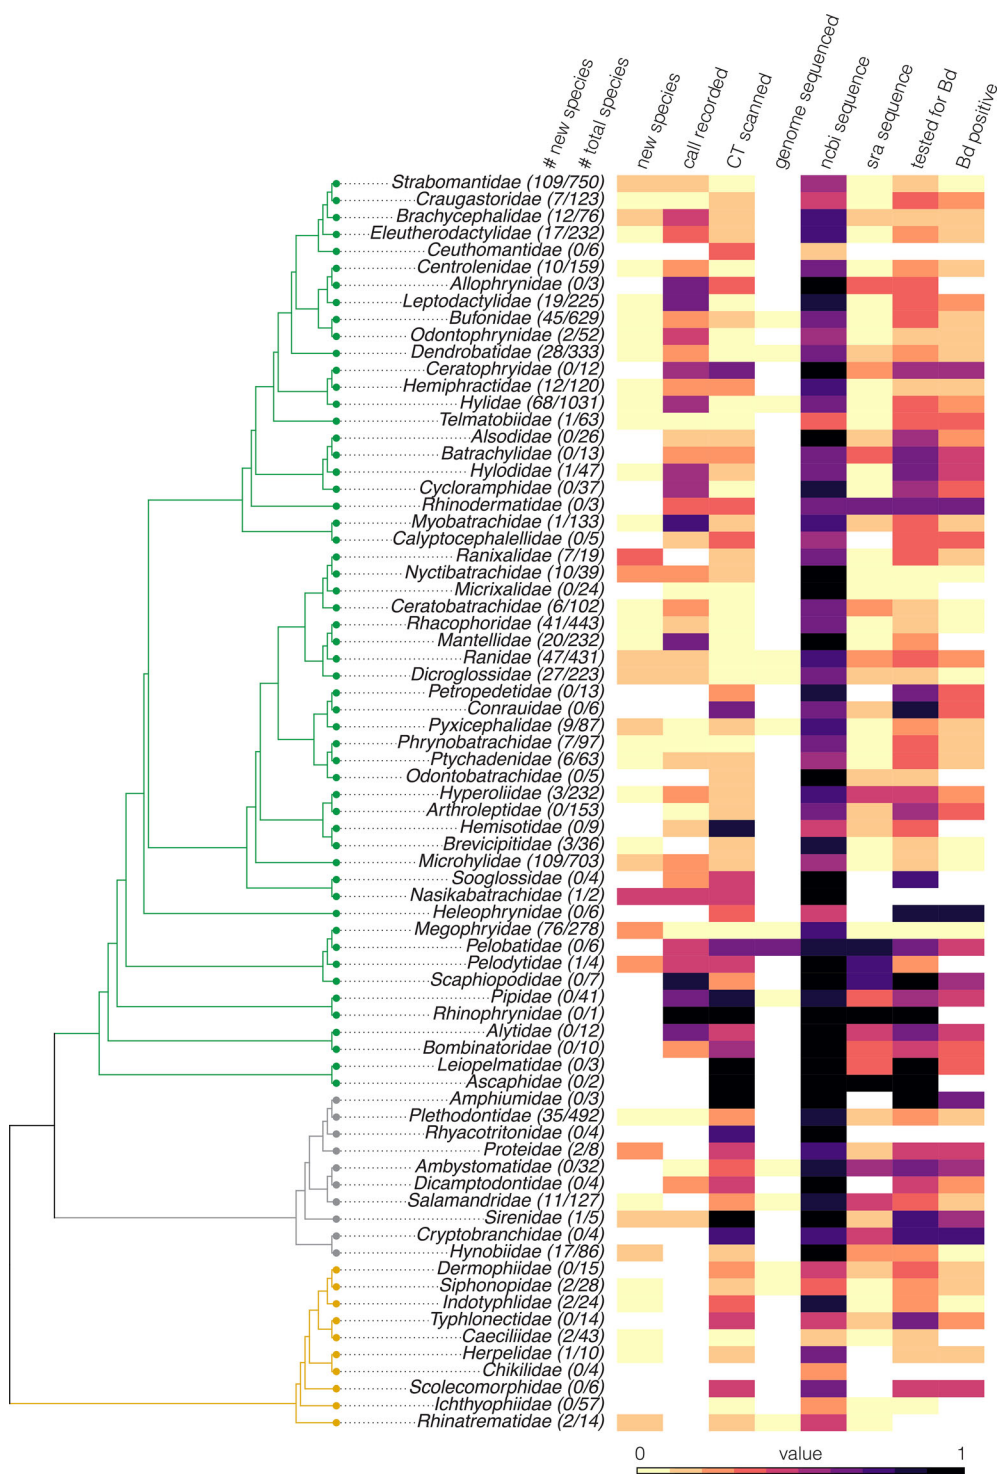 # new species
# total species
new species
call recorded
CT scanned
genome sequenced
ncbi sequence
sra sequence
tested for Bd
Bd positive
Strabomantidae (109/750)
Craugastoridae (7/123)
Brachycephalidae (12/76)
Eleutherodactylidae (17/232)
Ceuthomantidae (0/6)
Centrolenidae (10/159)
Allophrynidae (0/3)
Leptodactylidae (19/225)
Bufonidae (45/629)
Odontophrynidae (2/52)
Dendrobatidae (28/333)
Ceratophryidae (0/12)
Hemiphractidae (12/120)
Hylidae (68/1031)
Telmatobiidae (1/63)
Alsodidae (0/26)
Batrachylidae (0/13)
Hylodidae (1/47)
Cycloramphidae (0/37)
Rhinodermatidae (0/3)
Myobatrachidae (1/133)
Calyptocephalellidae (0/5)
Ranixalidae (7/19)
Nyctibatrachidae (10/39)
Micrixalidae (0/24)
Ceratobatrachidae (6/102)
Rhacophoridae (41/443)
Mantellidae (20/232)
Ranidae (47/431)
Dicroglossidae (27/223)
Petropedetidae (0/13)
Conrauidae (0/6)
Pyxicephalidae (9/87)
Phrynobatrachidae (7/97)
Ptychadenidae (6/63)
Odontobatrachidae (0/5)
Hyperoliidae (3/232)
Arthroleptidae (0/153)
Hemisotidae (0/9)
Brevicipitidae (3/36)
Microhylidae (109/703)
Sooglossidae (0/4)
Nasikabatrachidae (1/2)
Heleophrynidae (0/6)
Megophryidae (76/278)
Pelobatidae (0/6)
Pelodytidae (1/4)
Scaphiopodidae (0/7)
Pipidae (0/41)
Rhinophrynidae (0/1)
Alytidae (0/12)
Bombinatoridae (0/10)
Leiopelmatidae (0/3)
Ascaphidae (0/2)
Amphiumidae (0/3)
Plethodontidae (35/492)
Rhyacotritonidae (0/4)
Proteidae (2/8)
Ambystomatidae (0/32)
Dicamptodontidae (0/4)
Salamandridae (11/127)
Sirenidae (1/5)
Cryptobranchidae (0/4)
Hynobiidae (17/86)
Dermophiidae (0/15)
Siphonopidae (2/28)
Indotyphlidae (2/24)
Typhlonectidae (0/14)
Caeciliidae (2/43)
Herpelidae (1/10)
Chikilidae (0/4)
Scolecomorphidae (0/6)
Ichthyophiidae (0/57)
Rhinatrematidae (2/14)
0 value 1